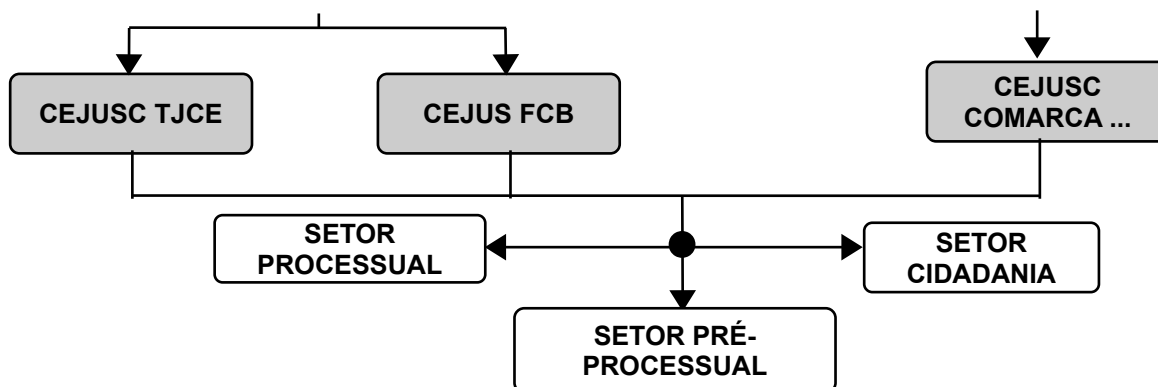 CEJUSC TJCE
CEJUS FCB
CEJUSC
COMARCA ...
SETOR
PROCESSUAL
SETOR
CIDADANIA
SETOR PRÉ-
PROCESSUAL